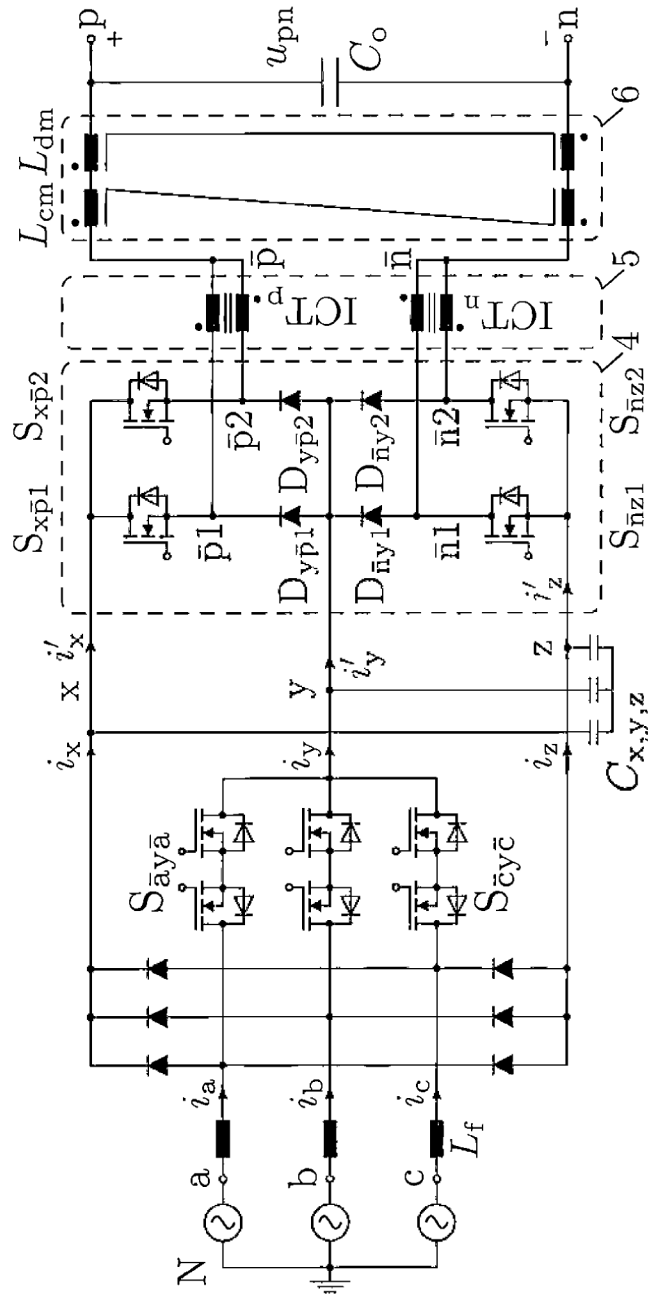 N
a
b
c
i_a
i_b
i_c
L_f
S_āyā
S_c̄yc̄
i_x
i_y
i_z
x
y
z
C_x,y,z
i'_x
i'_y
i'_z
S_xp̄1
S_xp̄2
p̄1
p̄2
D_yp̄1
D_yp̄2
D_n̄y1
D_n̄y2
n̄1
n̄2
S_n̄z1
S_n̄z2
4
ICT_p
ICT_n
5
p̄
n̄
L_cm
L_dm
6
u_pn
C_o
p
+
-
n